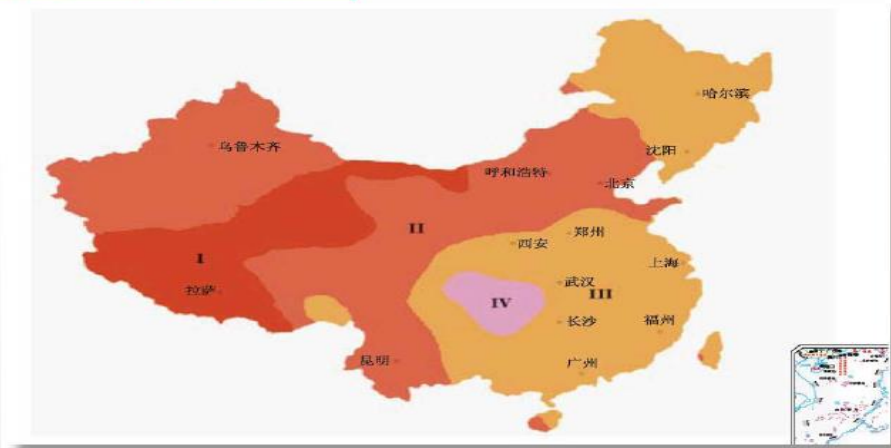 哈尔滨
乌鲁木齐
沈阳
呼和浩特
北京
II
郑州
西安
I
上海
拉萨
武汉
III
IV
长沙
福州
昆明
广州